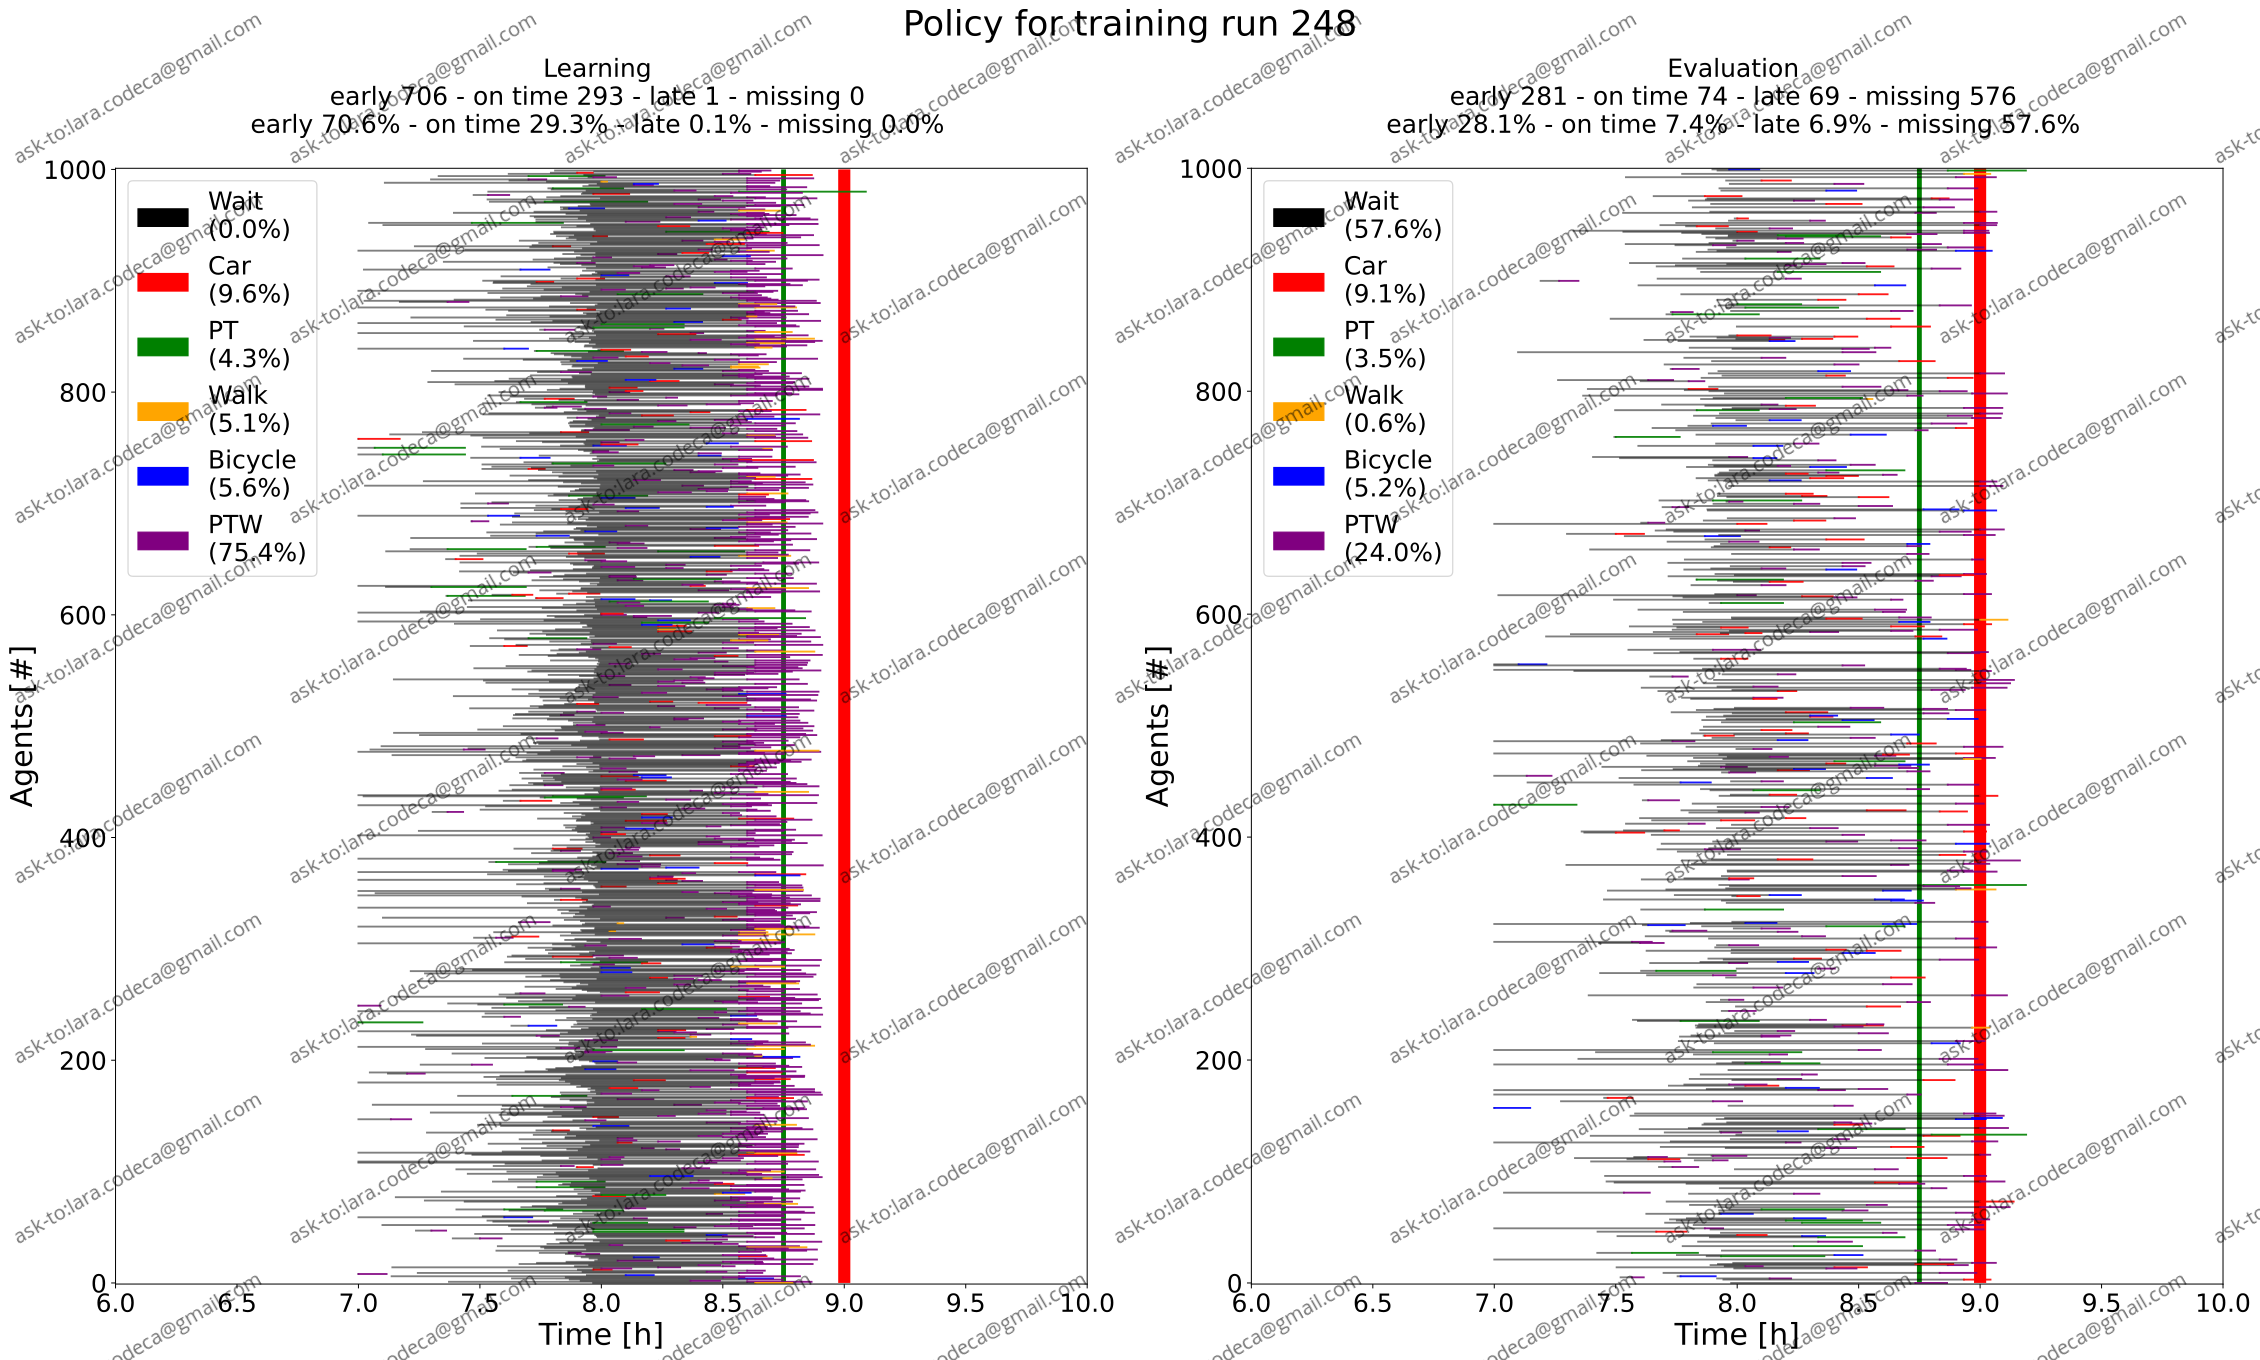 Policy for training run 248
Learning
early 706 - on time 293 - late 1 - missing 0
early 70.6% - on time 29.3% - late 0.1% - missing 0.0%
1000
800
600
400
200
0
Agents [#]
Wait
(0.0%)
Car
(9.6%)
PT
(4.3%)
Walk
(5.1%)
Bicycle
(5.6%)
PTW
(75.4%)
6.0 6.5 7.0 7.5 8.0 8.5 9.0 9.5 10.0
Time [h]
Evaluation
early 281 - on time 74 - late 69 - missing 576
early 28.1% - on time 7.4% - late 6.9% - missing 57.6%
1000
800
600
400
200
0
Agents [#]
Wait
(57.6%)
Car
(9.1%)
PT
(3.5%)
Walk
(0.6%)
Bicycle
(5.2%)
PTW
(24.0%)
6.0 6.5 7.0 7.5 8.0 8.5 9.0 9.5 10.0
Time [h]
ask-to:lara.codeca@gmail.com